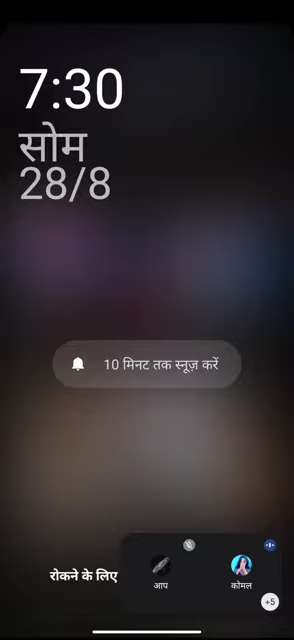 7:30
सोम
28/8
10 मिनट तक स्नूज़ करें
रोकने के लिए
आप
कोमल
+5